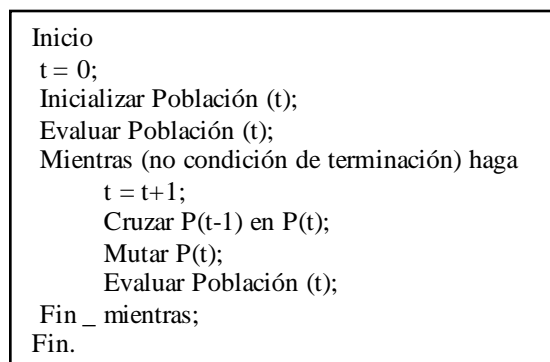 Inicio
t = 0;
Inicializar Población (t);
Evaluar Población (t);
Mientras (no condición de terminación) haga
t = t+1;
Cruzar P(t-1) en P(t);
Mutar P(t);
Evaluar Población (t);
Fin _ mientras;
Fin.